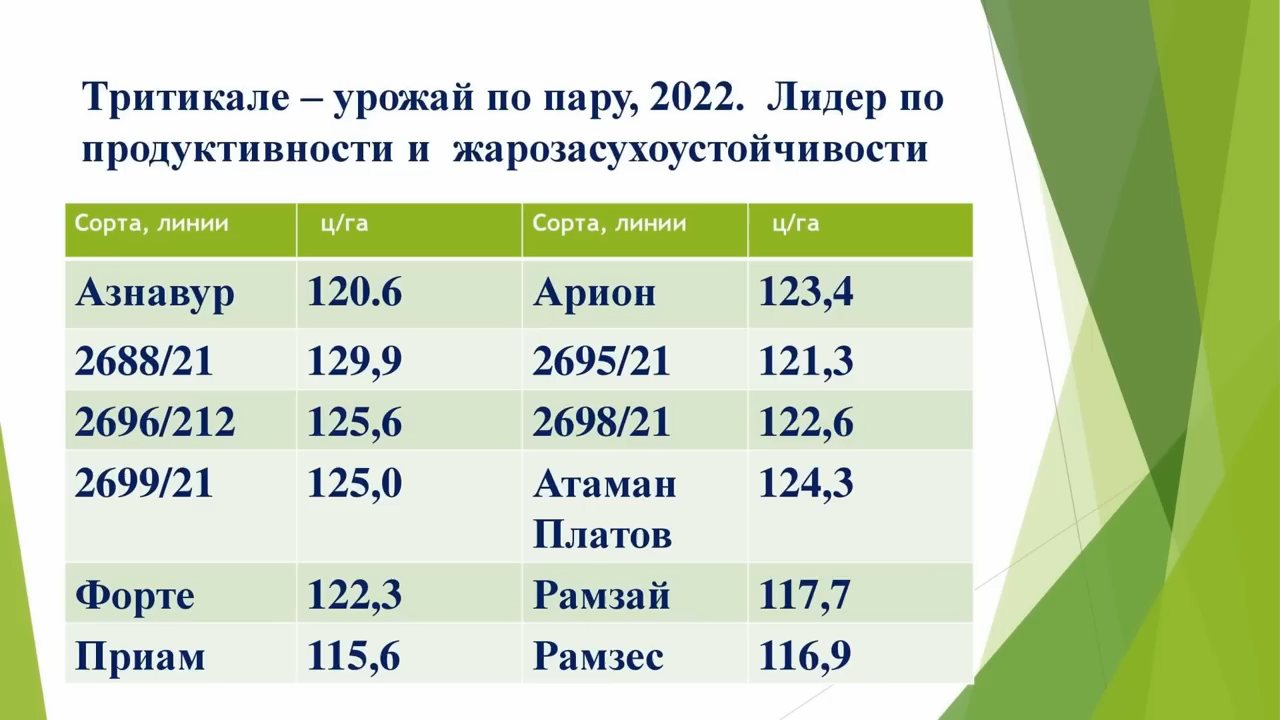 Тритикале – урожай по пару, 2022. Лидер по
продуктивности и жарозасухоустойчивости
Сорта, линии ц/га Сорта, линии ц/га
Азнавур 120.6 Арион 123,4
2688/21 129,9 2695/21 121,3
2696/212 125,6 2698/21 122,6
2699/21 125,0 Атаман 124,3
Платов
Форте 122,3 Рамзай 117,7
Приам 115,6 Рамзес 116,9